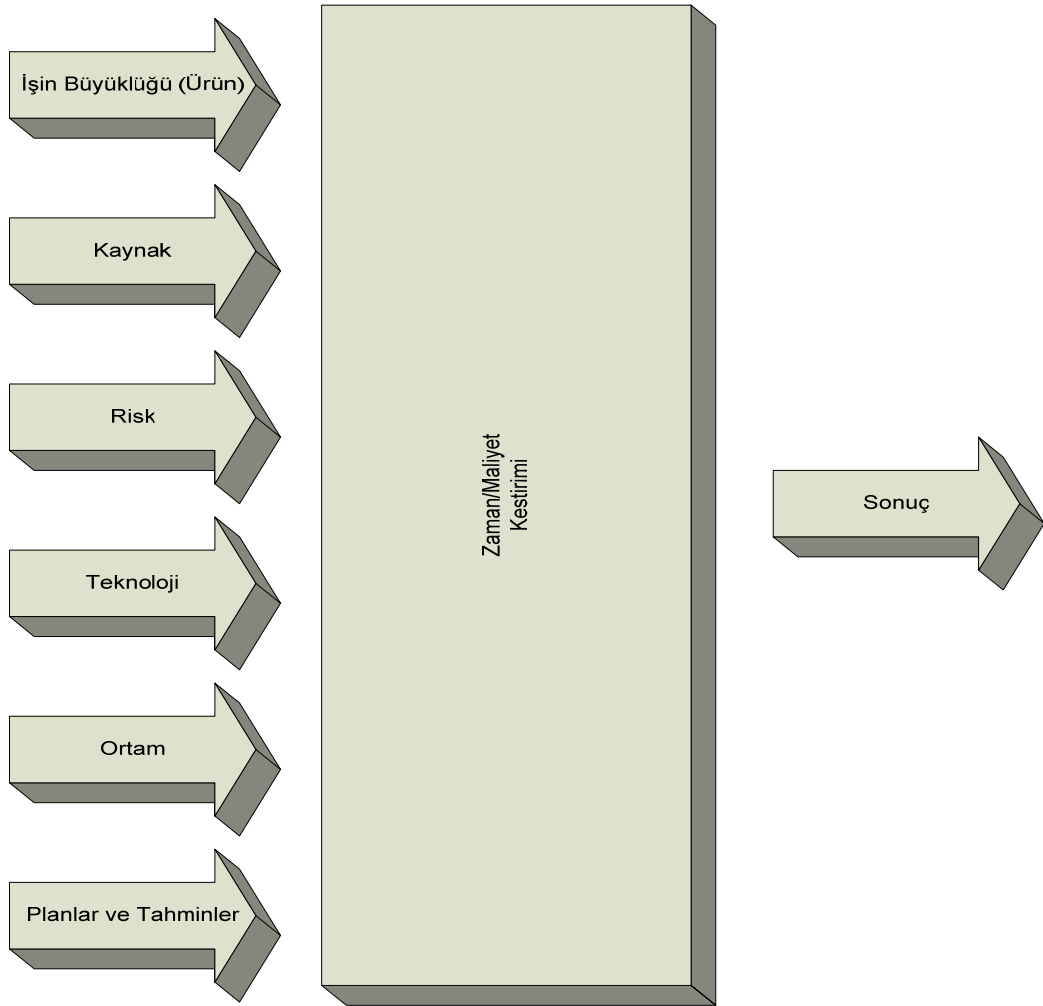 İşin Büyüklüğü (Ürün)
Kaynak
Risk
Teknoloji
Ortam
Planlar ve Tahminler
Zaman/Maliyet
Kestirimi
Sonuç